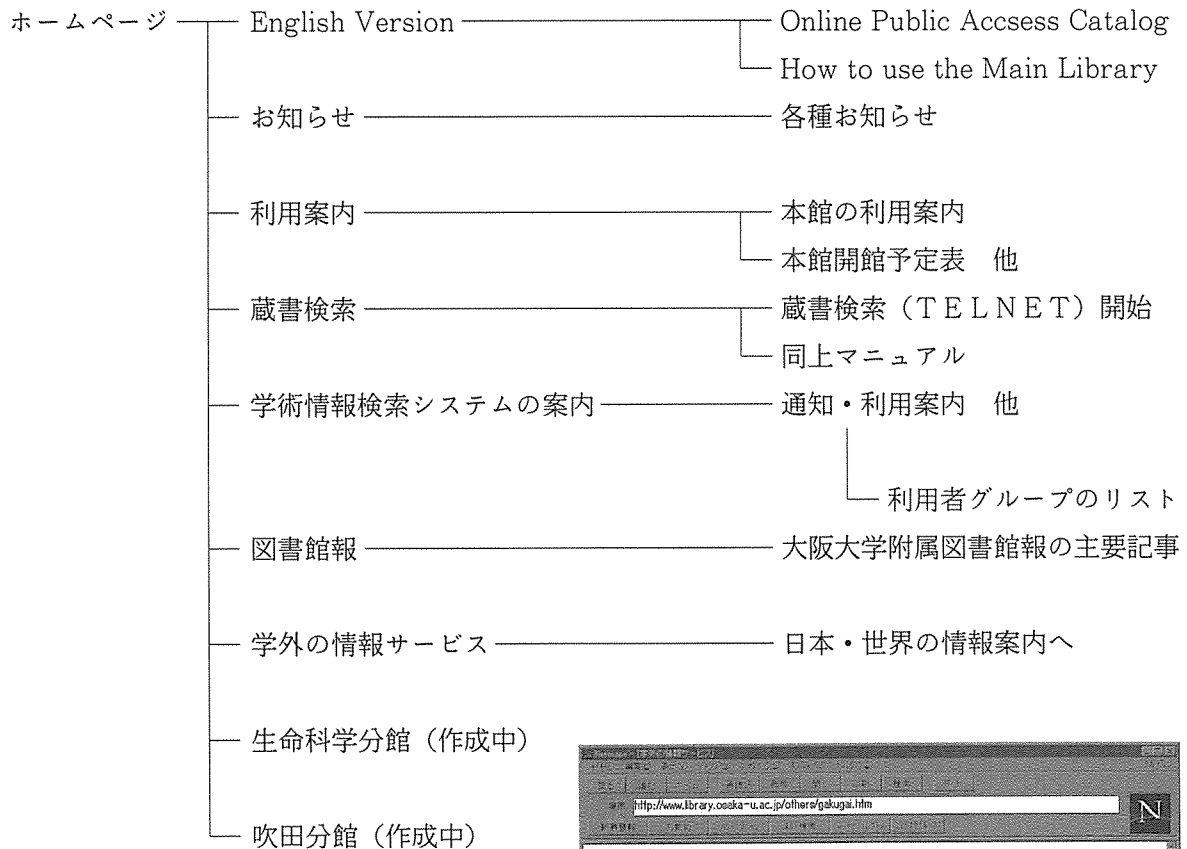 ホームページ
English Version
Online Public Accsess Catalog
How to use the Main Library
お知らせ
各種お知らせ
利用案内
本館の利用案内
本館開館予定表　他
蔵書検索
蔵書検索（ＴＥＬＮＥＴ）開始
同上マニュアル
学術情報検索システムの案内
通知・利用案内　他
利用者グループのリスト
図書館報
大阪大学附属図書館報の主要記事
学外の情報サービス
日本・世界の情報案内へ
生命科学分館（作成中）
http://www.library.osaka-u.ac.jp/others/gakugai.htm
N
吹田分館（作成中）